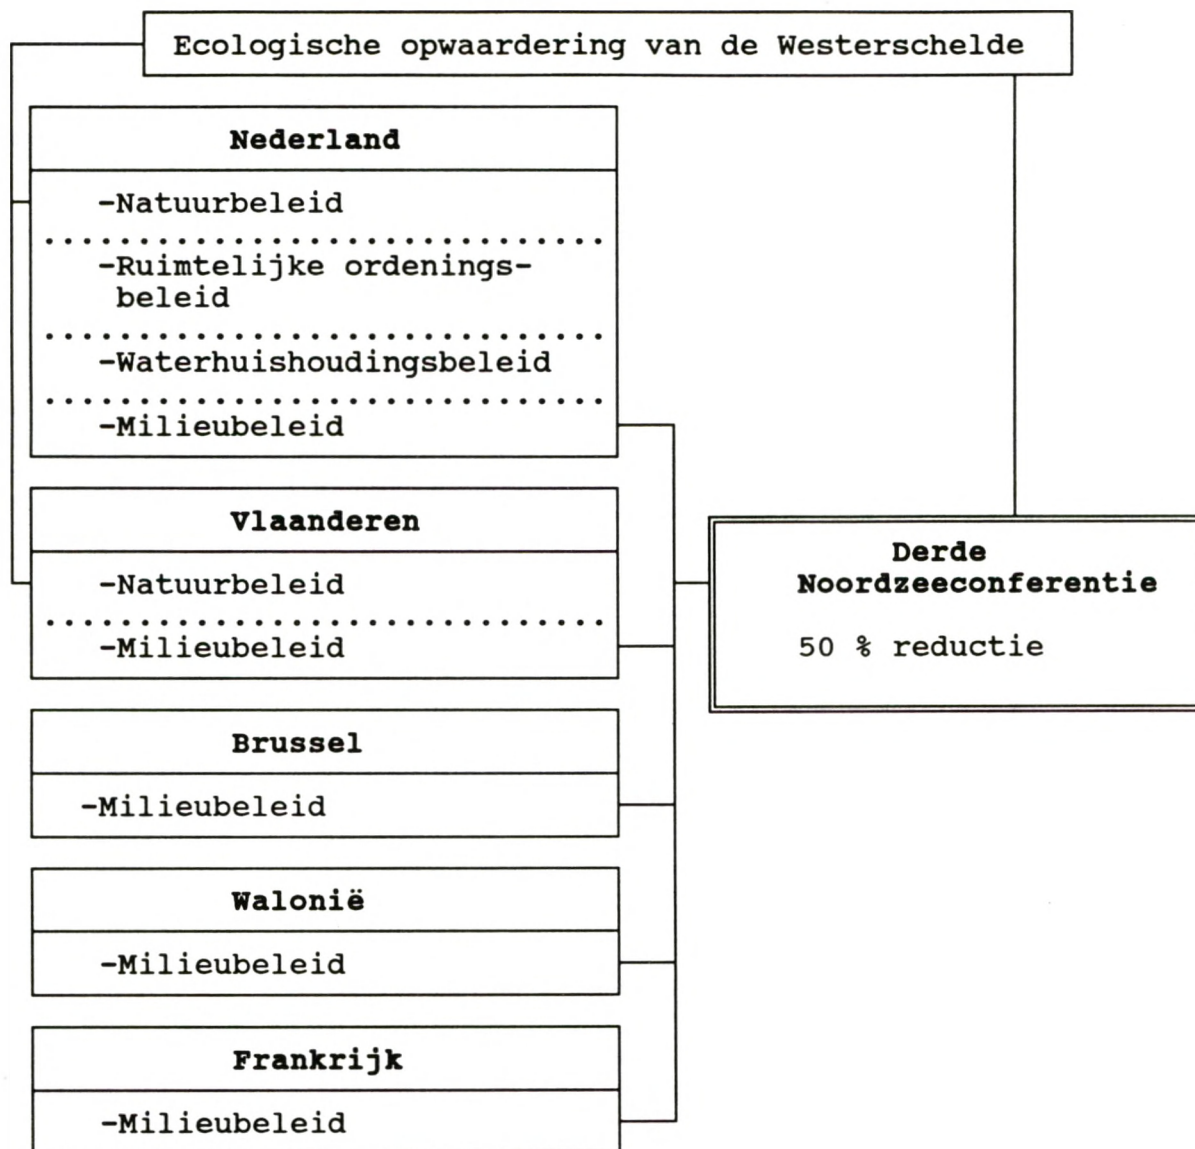 Ecologische opwaardering van de Westerschelde
Nederland
-Natuurbeleid
-Ruimtelijke ordenings-
beleid
-Waterhuishoudingsbeleid
-Milieubeleid
Vlaanderen
-Natuurbeleid
-Milieubeleid
Derde
Noordzeeconferentie
50 % reductie
Brussel
-Milieubeleid
Walonië
-Milieubeleid
Frankrijk
-Milieubeleid